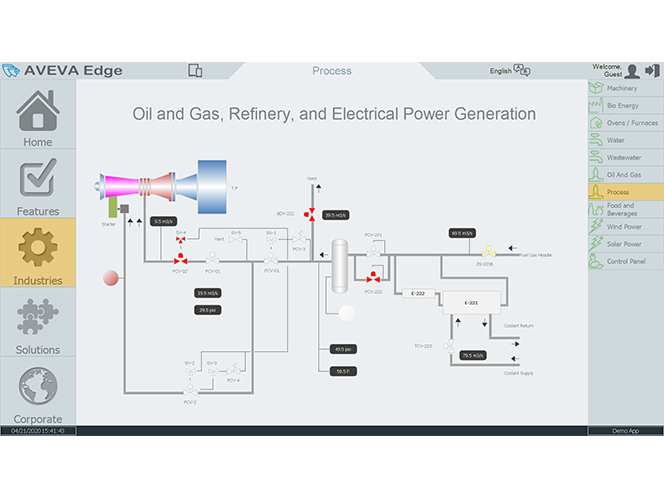 AVEVA Edge
Process
English
Welcome,
Guest
Home
Features
Industries
Solutions
Corporate
Oil and Gas, Refinery, and Electrical Power Generation
T.P
Starter
Vent
BDV-222
39.5 m3/s
9.5 m3/s
SV-4
Vent
SV-5
SV-1
PCV-3
FCV-02
FCV-01
PCV-01
PCV-221
PCV-222
69.5 m3/s
ZSI-223B
Fuel Gas Header
19.5 m3/s
29.5 psi
E-222
E-221
Coolant Return
TCV-223
79.5 m3/s
Coolant Supply
49.5 psi
59.5 F
SV-3
SV-2
PCV-4
PCV-2
Machinery
Bio Energy
Ovens / Furnaces
Water
Wastewater
Oil And Gas
Process
Food and
Beverages
Wind Power
Solar Power
Control Panel
04/21/2020 15:41:43
Demo App